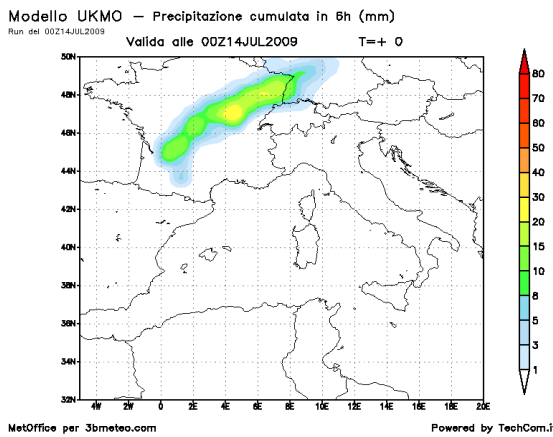 Modello UKMO – Precipitazione cumulata in 6h (mm)
Run del 00Z14JUL2009
Valida alle 00Z14JUL2009 T=+ 0
50N
48N
46N
44N
42N
40N
38N
36N
34N
32N
4W 2W 0 2E 4E 6E 8E 10E 12E 14E 16E 18E 20E
80
70
60
50
40
30
20
15
10
8
5
3
1
MetOffice per 3bmeteo.com
Powered by TechCom.i